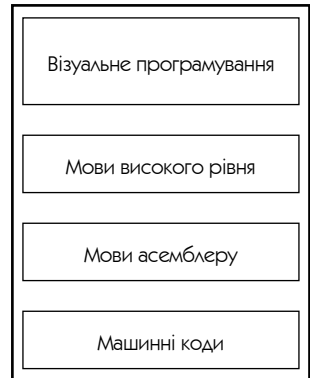 Візуальне програмування
Мови високого рівня
Мови асемблеру
Машинні коди